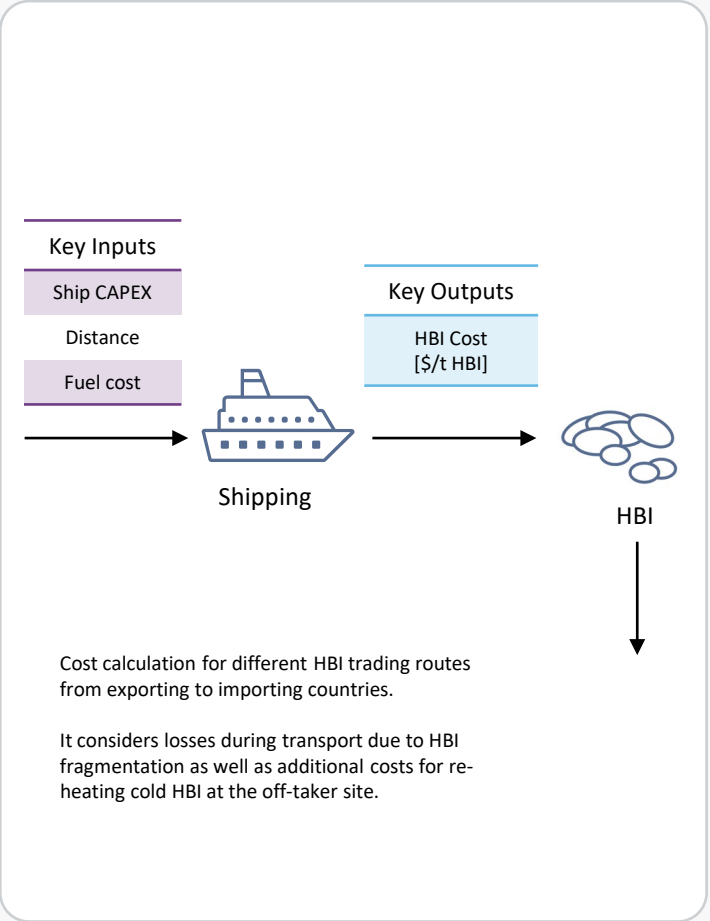 Key Inputs
Ship CAPEX
Distance
Fuel cost
Key Outputs
HBI Cost
[$/t HBI]
Shipping
HBI
Cost calculation for different HBI trading routes
from exporting to importing countries.
It considers losses during transport due to HBI
fragmentation as well as additional costs for re-
heating cold HBI at the off-taker site.